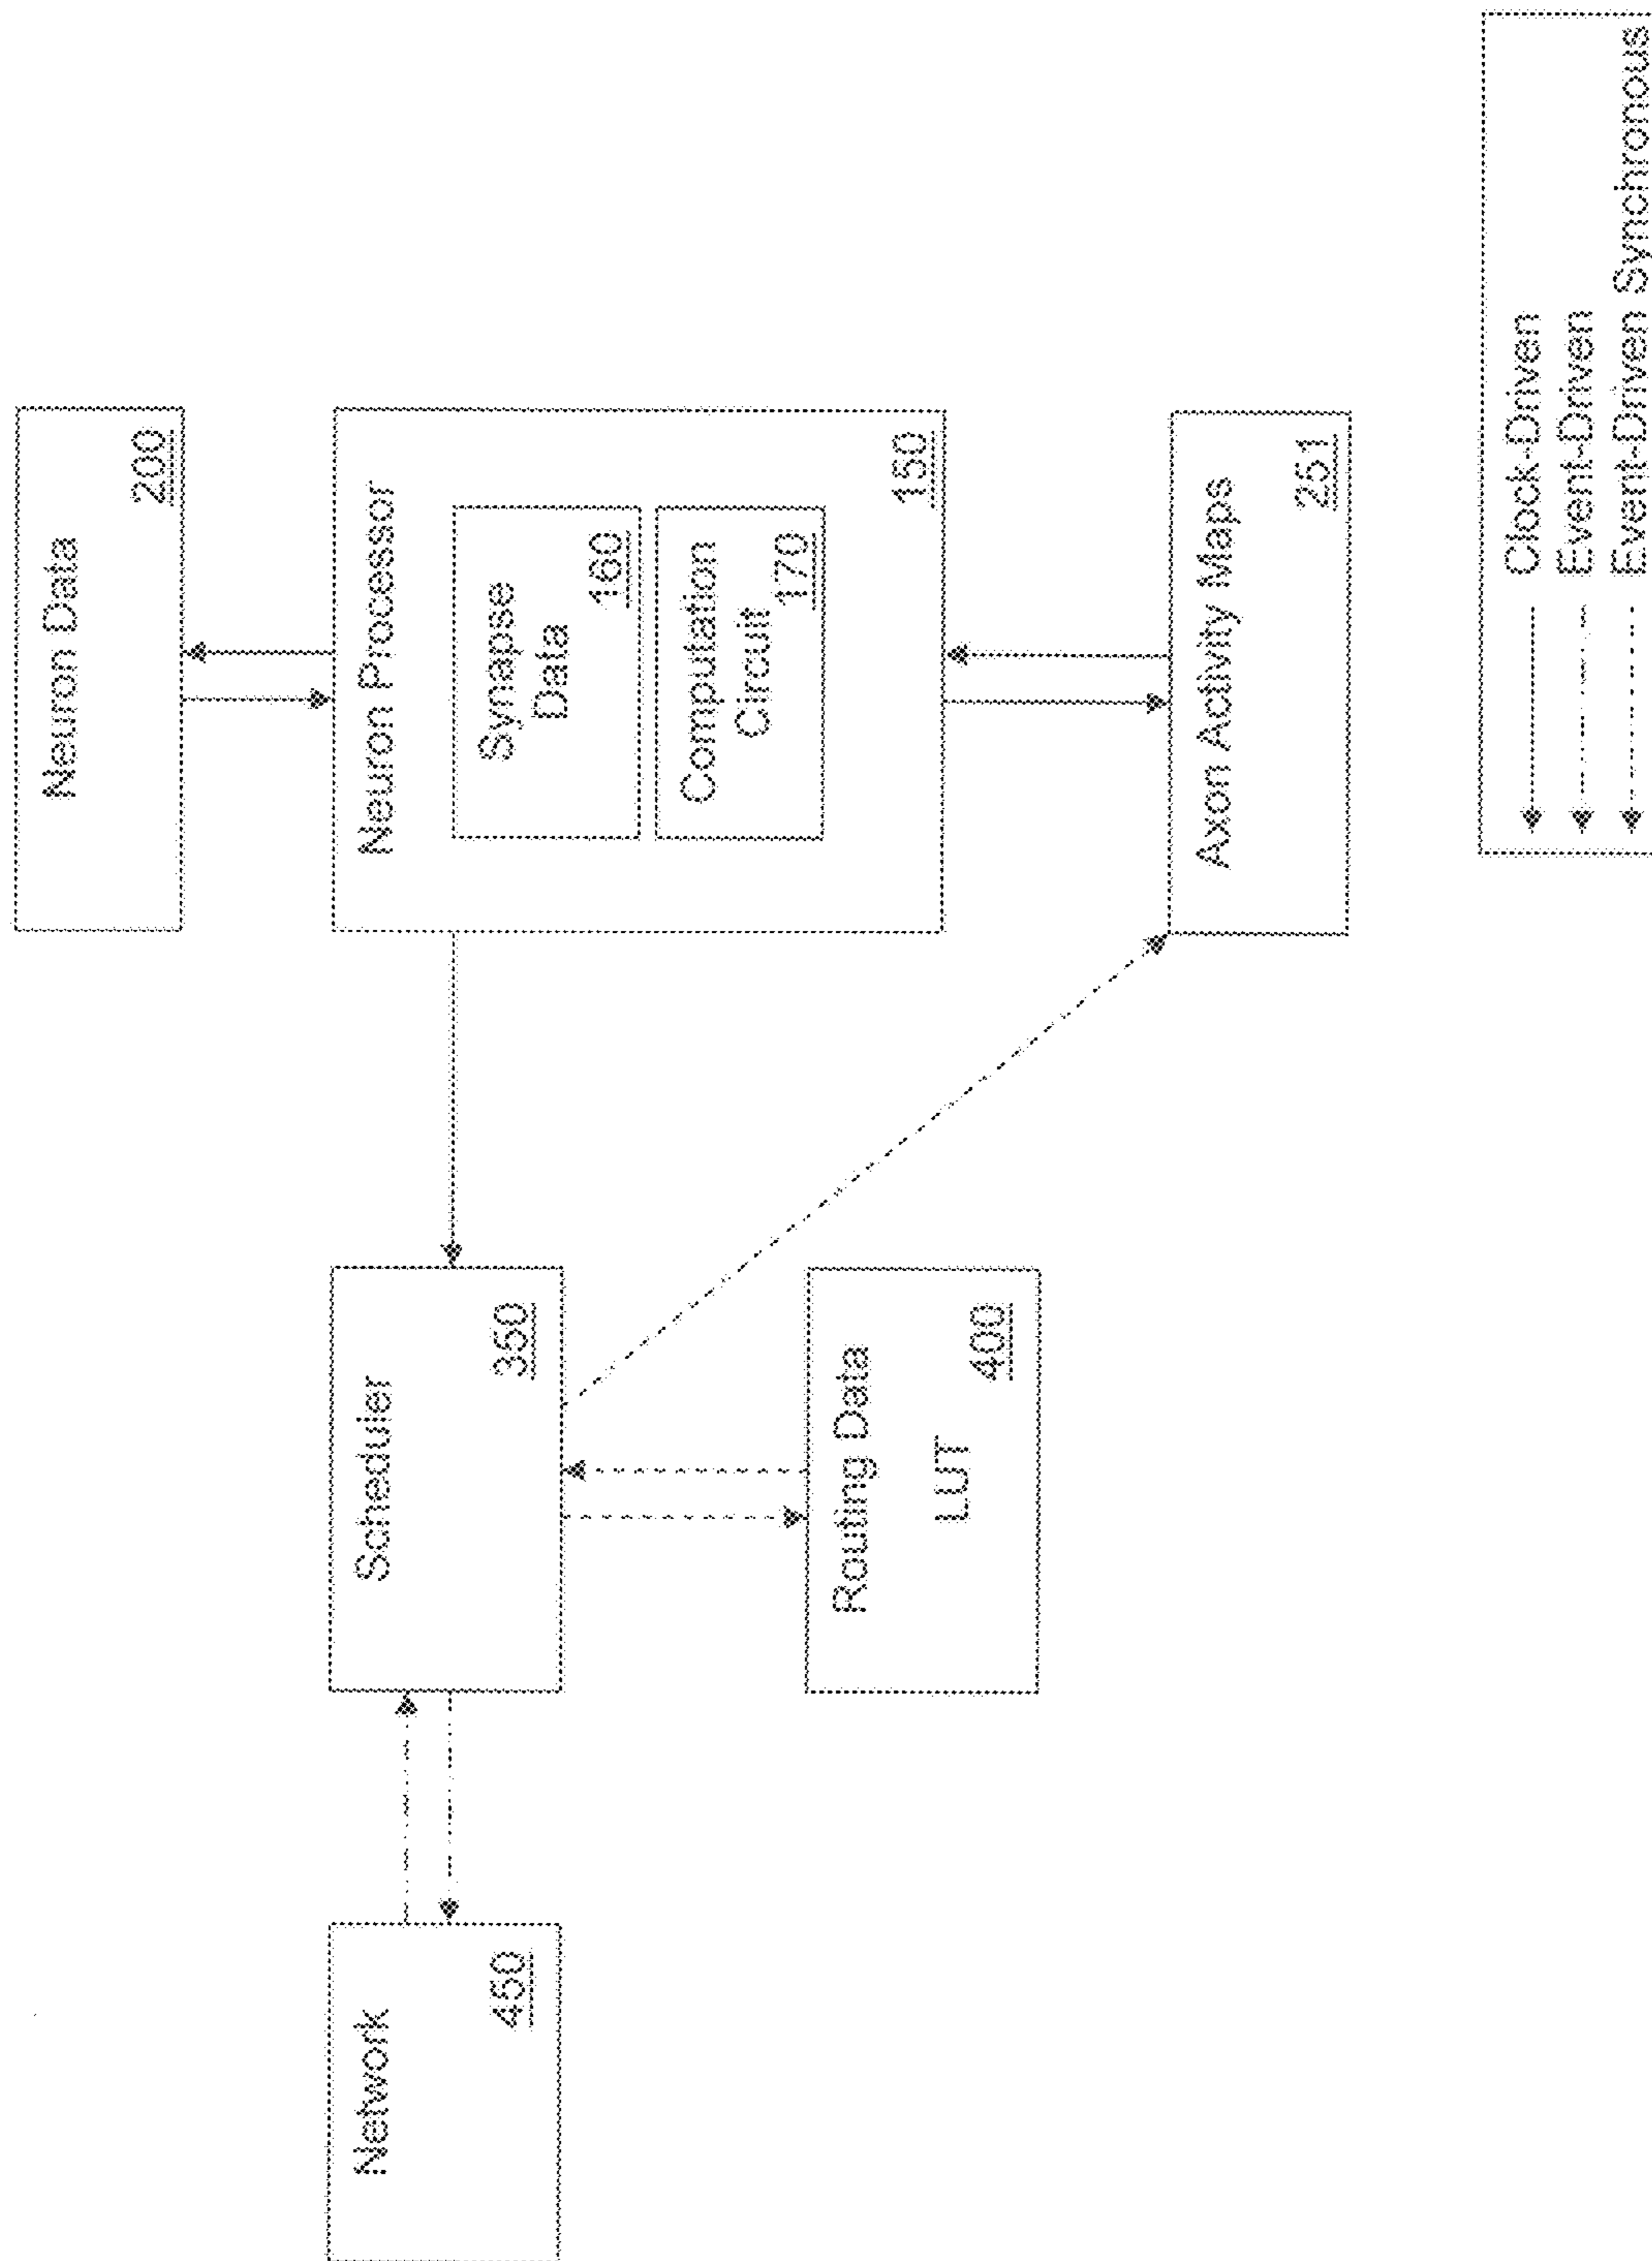 Network
450
Scheduler
350
Routing Data
LUT
400
Neuron Data
200
Neuron Processor
Synapse
Data
160
Computation
Circuit
170
150
Axon Activity Maps
251
Clock-Driven
Event-Driven
Event-Driven Synchronous